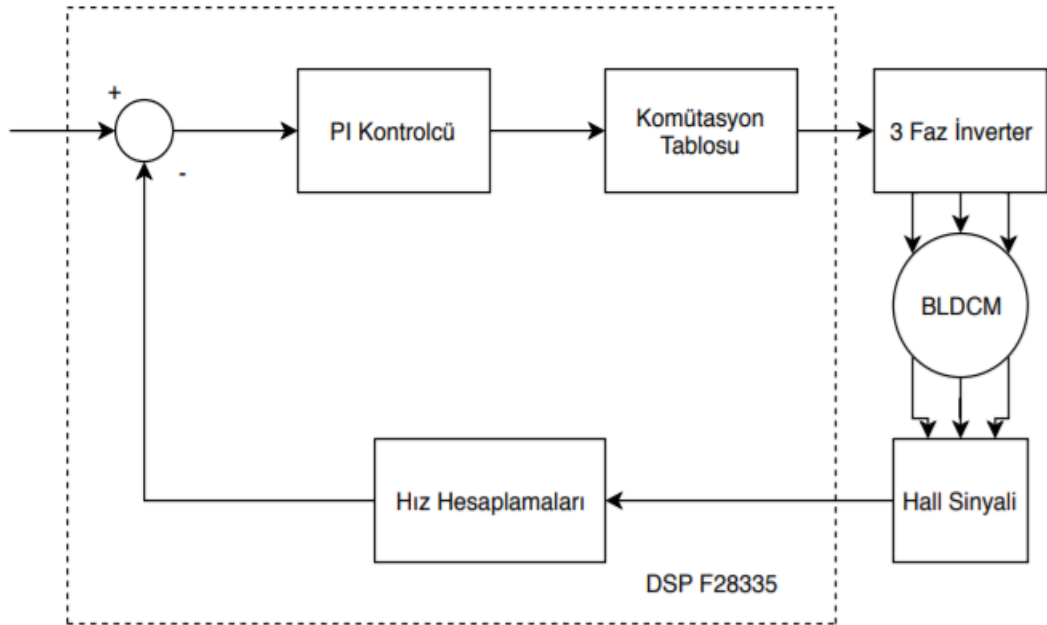 +
-
PI Kontrolcü
Komütasyon
Tablosu
3 Faz İnverter
BLDCM
Hız Hesaplamaları
Hall Sinyali
DSP F28335